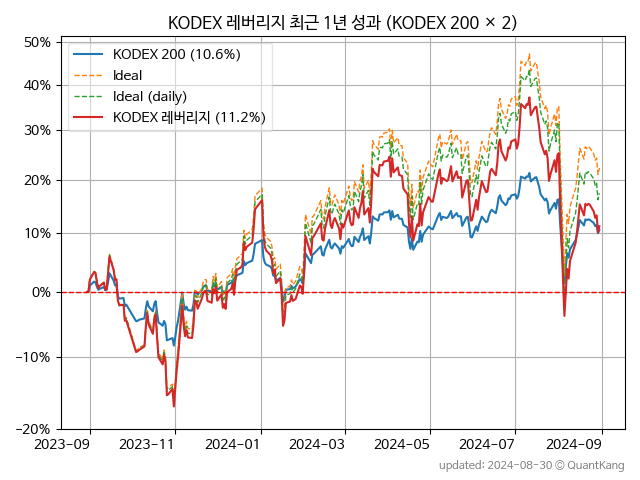 KODEX 레버리지 최근 1년 성과 (KODEX 200 × 2)
50%
40%
30%
20%
10%
0%
-10%
-20%
KODEX 200 (10.6%)
Ideal
Ideal (daily)
KODEX 레버리지 (11.2%)
2023-09 2023-11 2024-01 2024-03 2024-05 2024-07 2024-09
updated: 2024-08-30 © QuantKang